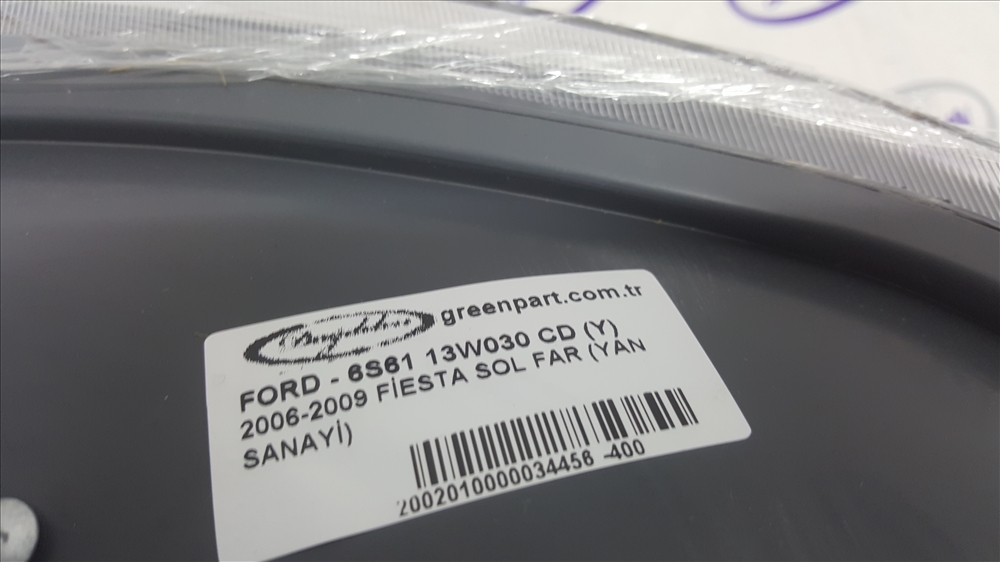 greenpart.com.tr
FORD - 6S61 13W030 CD (Y)
2006-2009 FİESTA SOL FAR (YAN
SANAYİ)
2002010000034456 -400